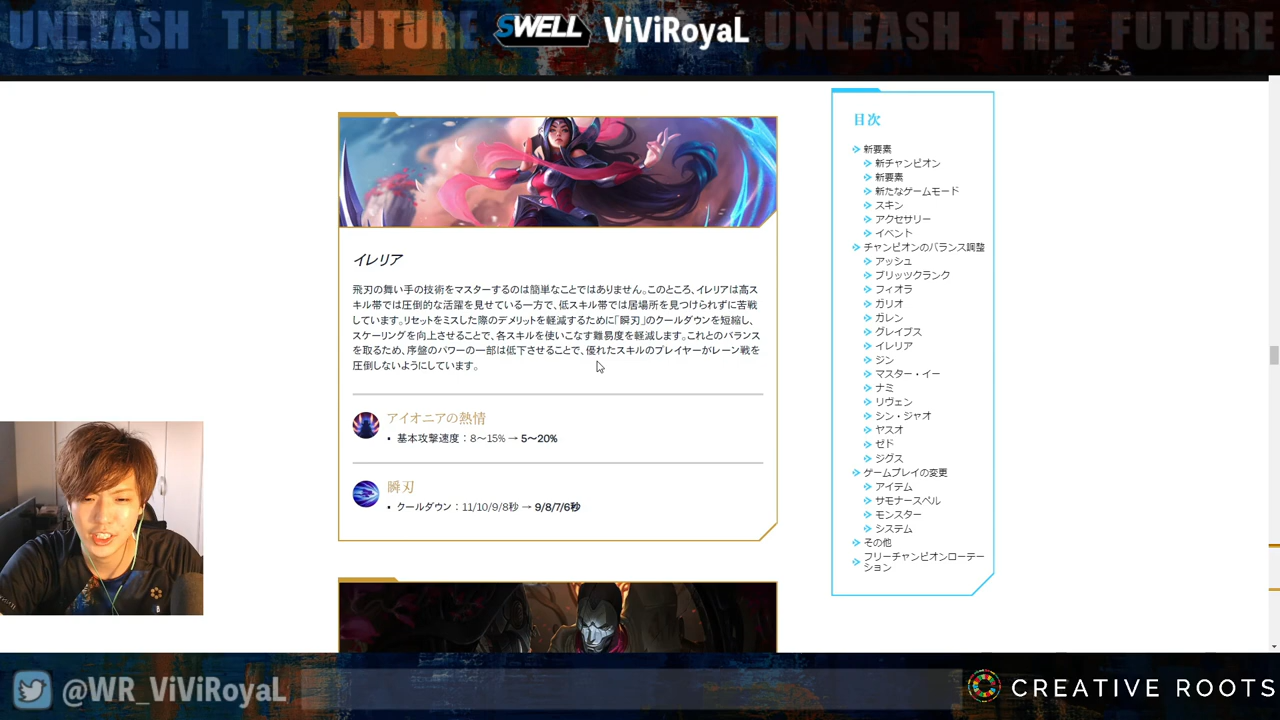 UNLEASH THE FUTURE
SWELL
ViViRoyaL
UNLEASH THE FUTURE
イレリア
飛刃の舞い手の技術をマスターするのは簡単なことではありません。このところ、イレリアは高ス
キル帯では圧倒的な活躍を見せている一方で、低スキル帯では居場所を見つけられずに苦戦
しています。リセットをミスした際のデメリットを軽減するために「瞬刃」のクールダウンを短縮し、
スケーリングを向上させることで、各スキルを使いこなす難易度を軽減します。これとのバランス
を取るため、序盤のパワーの一部は低下させることで、優れたスキルのプレイヤーがレーン戦を
圧倒しないようにしています。
アイオニアの熱情
• 基本攻撃速度：8～15% → 5～20%
瞬刃
• クールダウン：11/10/9/8秒 → 9/8/7/6秒
目次
新要素
新チャンピオン
新要素
新たなゲームモード
スキン
アクセサリー
イベント
チャンピオンのバランス調整
アッシュ
ブリッツクランク
フィオラ
ガリオ
ガレン
グレイブス
イレリア
ジン
マスター・イー
ナミ
リヴェン
シン・ジャオ
ヤスオ
ゼド
ジグス
ゲームプレイの変更
アイテム
サモナースペル
モンスター
システム
その他
フリーチャンピオンローテー
ション
@WR_ViViRoyaL
CREATIVE ROOTS